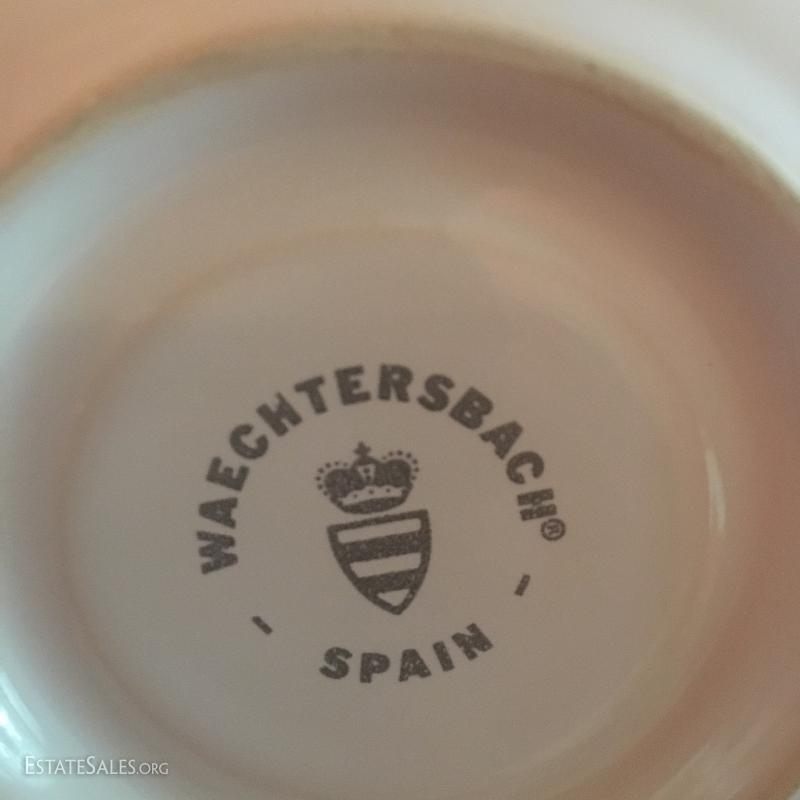 WAECHTERSBACH®
- SPAIN -
ESTATESALES.ORG